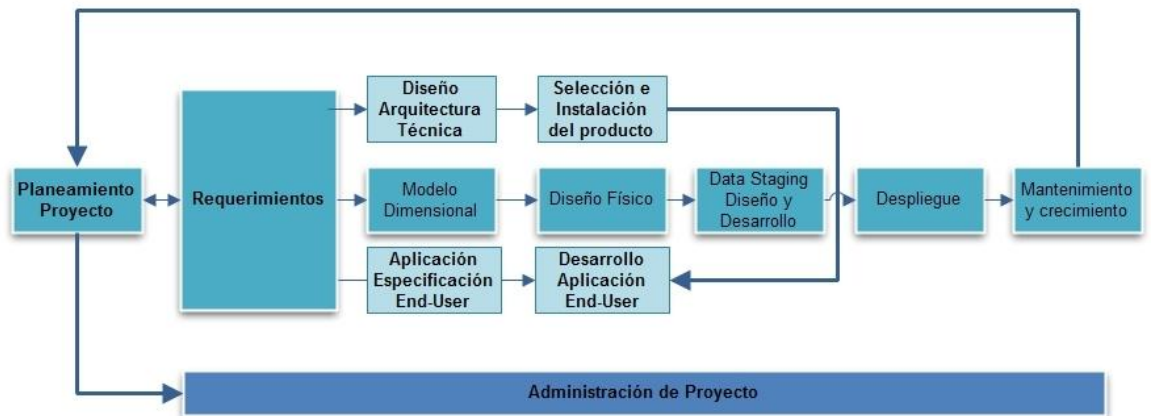 Diseño
Arquitectura
Técnica
Selección e
Instalación
del producto
Planeamiento
Proyecto
Requerimientos
Modelo
Dimensional
Diseño Físico
Data Staging
Diseño y
Desarrollo
Despliegue
Mantenimiento
y crecimiento
Aplicación
Especificación
End-User
Desarrollo
Aplicación
End-User
Administración de Proyecto